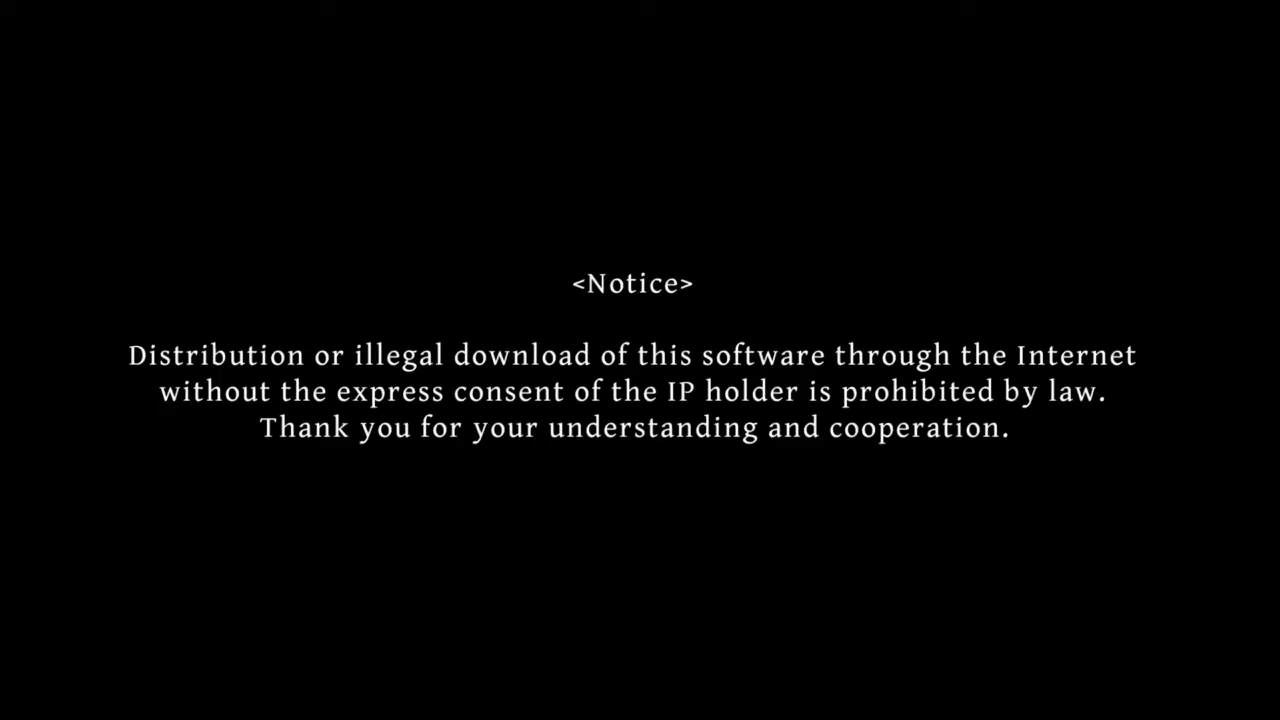 <Notice>
Distribution or illegal download of this software through the Internet
without the express consent of the IP holder is prohibited by law.
Thank you for your understanding and cooperation.